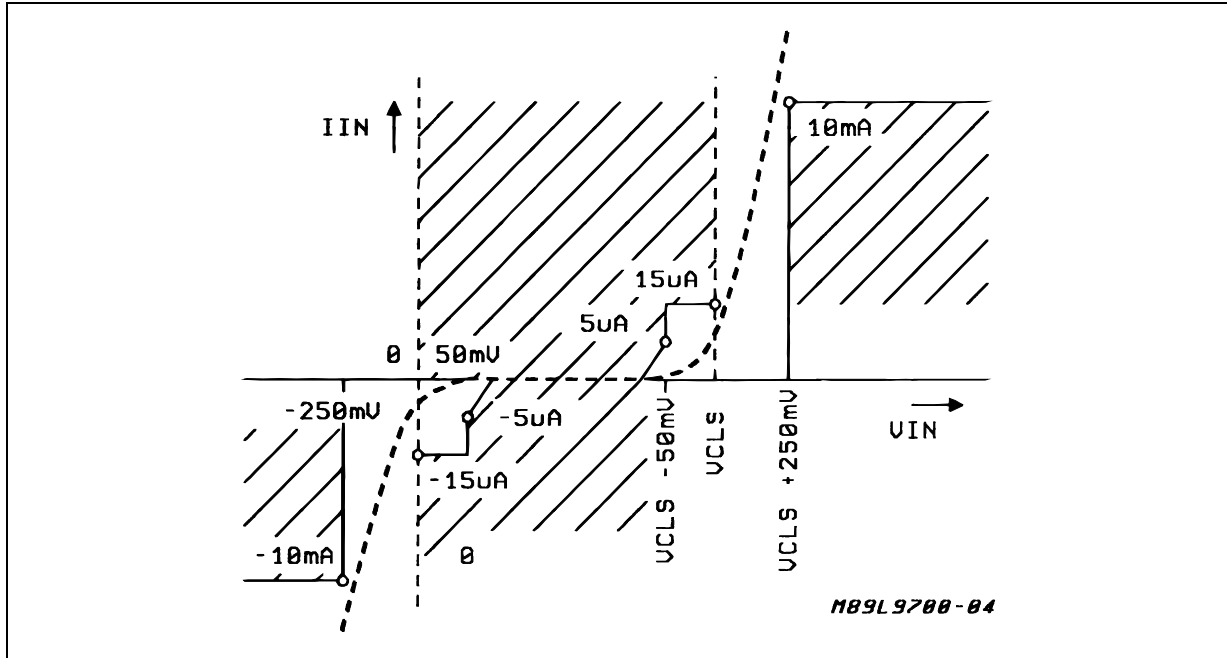 IIN
10mA
15uA
5uA
0
50mV
-250mV
-5uA
-15uA
-10mA
0
VCLS -50mV
VCLS
VCLS +250mV
VIN
M89L9700-04